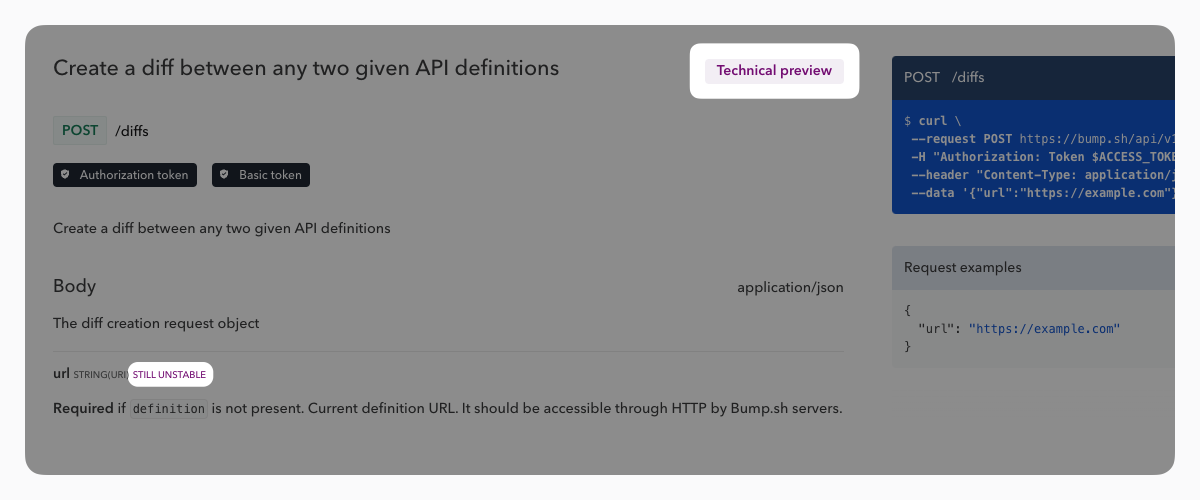 Create a diff between any two given API definitions
Technical preview
POST /diffs
Authorization token
Basic token
Create a diff between any two given API definitions
Body
application/json
The diff creation request object
url STRING(URI) STILL UNSTABLE
Required if definition is not present. Current definition URL. It should be accessible through HTTP by Bump.sh servers.
POST /diffs
$ curl \
--request POST https://bump.sh/api/v1
-H "Authorization: Token $ACCESS_TOKE
--header "Content-Type: application/j
--data '{"url":"https://example.com"}
Request examples
{
"url": "https://example.com"
}